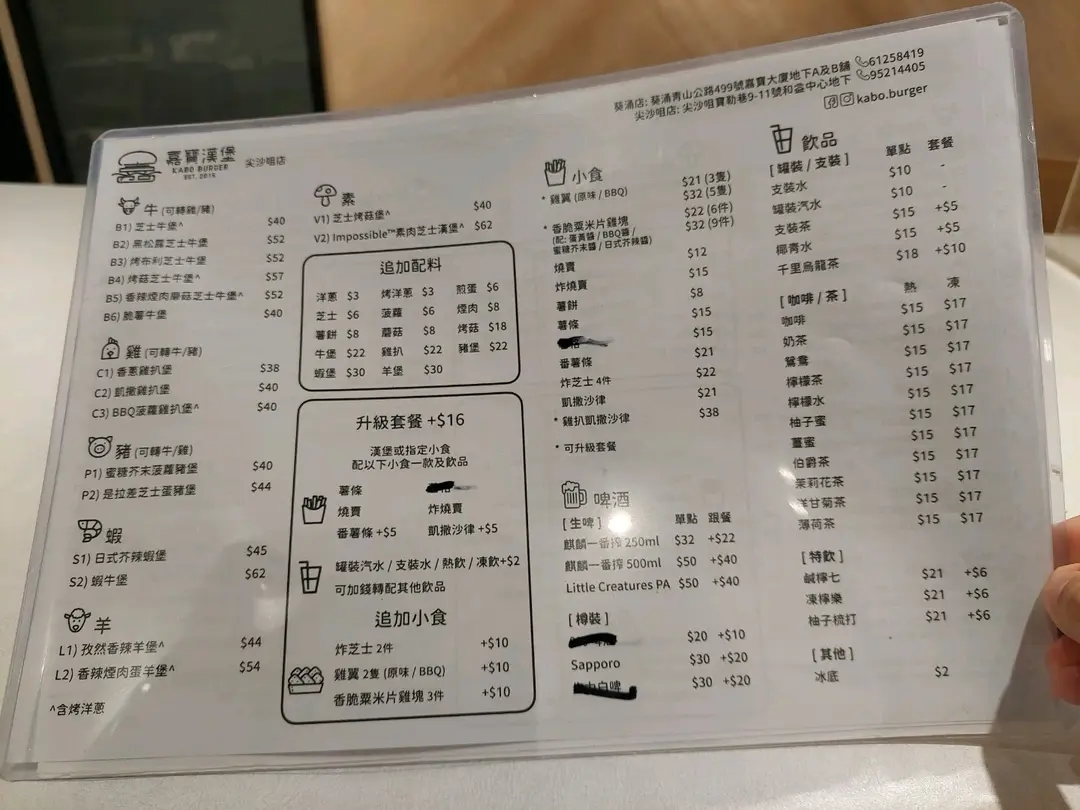 葵涌店: 葵涌青山公路499號嘉寶大廈地下A及B舖 61258419
尖沙咀店: 尖沙咀寶勒巷9-11號和益中心地下 95214405
kabo.burger
嘉寶漢堡 尖沙咀店
KABO BURGER
EST. 2015
牛 (可轉雞/豬)
B1) 芝士牛堡^ $40
B2) 黑松露芝士牛堡 $52
B3) 烤布利芝士牛堡 $52
B4) 烤菇芝士牛堡^ $57
B5) 香辣煙肉蘑菇芝士牛堡^ $52
B6) 脆薯牛堡 $40
雞 (可轉牛/豬)
C1) 香蔥雞扒堡 $38
C2) 凱撒雞扒堡 $40
C3) BBQ菠蘿雞扒堡^ $40
豬 (可轉牛/雞)
P1) 蜜糖芥末菠蘿豬堡 $40
P2) 是拉差芝士蛋豬堡 $44
蝦
S1) 日式芥辣蝦堡 $45
S2) 蝦牛堡 $62
羊
L1) 孜然香辣羊堡^ $44
L2) 香辣煙肉蛋羊堡^ $54
^含烤洋蔥
素
V1) 芝士烤菇堡^ $40
V2) Impossible™素肉芝士漢堡^ $62
追加配料
洋蔥 $3 烤洋蔥 $3 煎蛋 $6
芝士 $6 菠蘿 $6 煙肉 $8
薯餅 $8 蘑菇 $8 烤菇 $18
牛堡 $22 雞扒 $22 豬堡 $22
蝦堡 $30 羊堡 $30
升級套餐 +$16
漢堡或指定小食
配以下小食一款及飲品
薯條
燒賣 炸燒賣
番薯條 +$5 凱撒沙律 +$5
罐裝汽水 / 支裝水 / 熱飲 / 凍飲+$2
可加錢轉配其他飲品
追加小食
炸芝士 2件 +$10
雞翼 2隻 (原味 / BBQ) +$10
香脆粟米片雞塊 3件 +$10
小食
* 雞翼 (原味 / BBQ) $21 (3隻)
$32 (5隻)
* 香脆粟米片雞塊 $22 (6件)
(配: 蛋黃醬 / BBQ醬 / $32 (9件)
蜜糖芥末醬 / 日式芥辣醬)
燒賣 $12
炸燒賣 $15
薯餅 $8
薯條 $15
$15
番薯條 $21
炸芝士 4件 $22
凱撒沙律 $21
* 雞扒凱撒沙律 $38
* 可升級套餐
啤酒
[ 生啤 ] 單點 跟餐
麒麟一番搾 250ml $32 +$22
麒麟一番搾 500ml $50 +$40
Little Creatures PA $50 +$40
[ 樽裝 ]
$20 +$10
Sapporo $30 +$20
白啤 $30 +$20
飲品
[ 罐裝 / 支裝 ] 單點 套餐
支裝水 $10 -
罐裝汽水 $10 -
支裝茶 $15 +$5
椰青水 $15 +$5
千里烏龍茶 $18 +$10
[ 咖啡 / 茶 ] 熱 凍
咖啡 $15 $17
奶茶 $15 $17
鴛鴦 $15 $17
檸檬茶 $15 $17
檸檬水 $15 $17
柚子蜜 $15 $17
薑蜜 $15 $17
伯爵茶 $15 $17
茉莉花茶 $15 $17
洋甘菊茶 $15 $17
薄荷茶 $15 $17
[ 特飲 ]
鹹檸七 $21 +$6
凍檸樂 $21 +$6
柚子梳打 $21 +$6
[ 其他 ]
冰底 $2